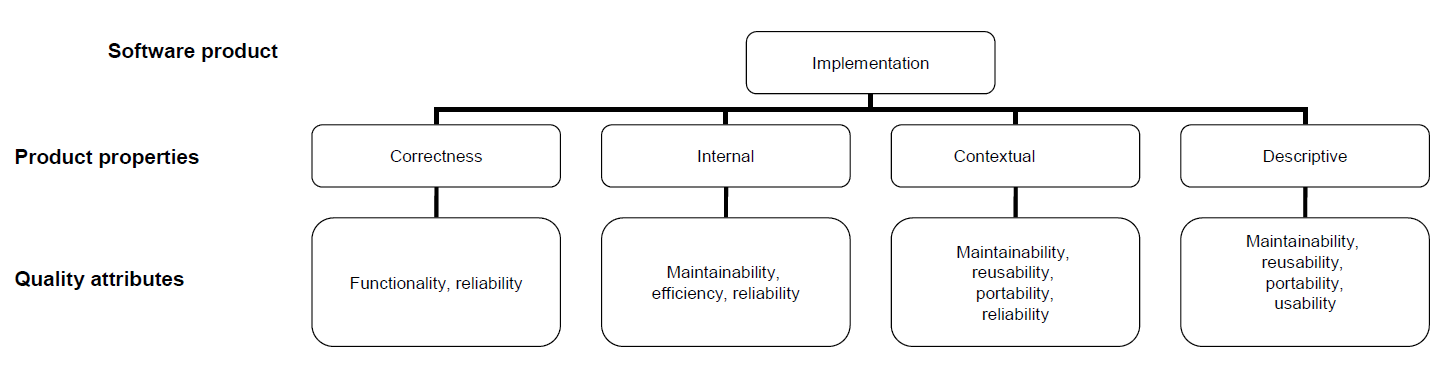 Software product
Implementation
Product properties
Correctness
Internal
Contextual
Descriptive
Quality attributes
Functionality, reliability
Maintainability,
efficiency, reliability
Maintainability,
reusability,
portability,
reliability
Maintainability,
reusability,
portability,
usability